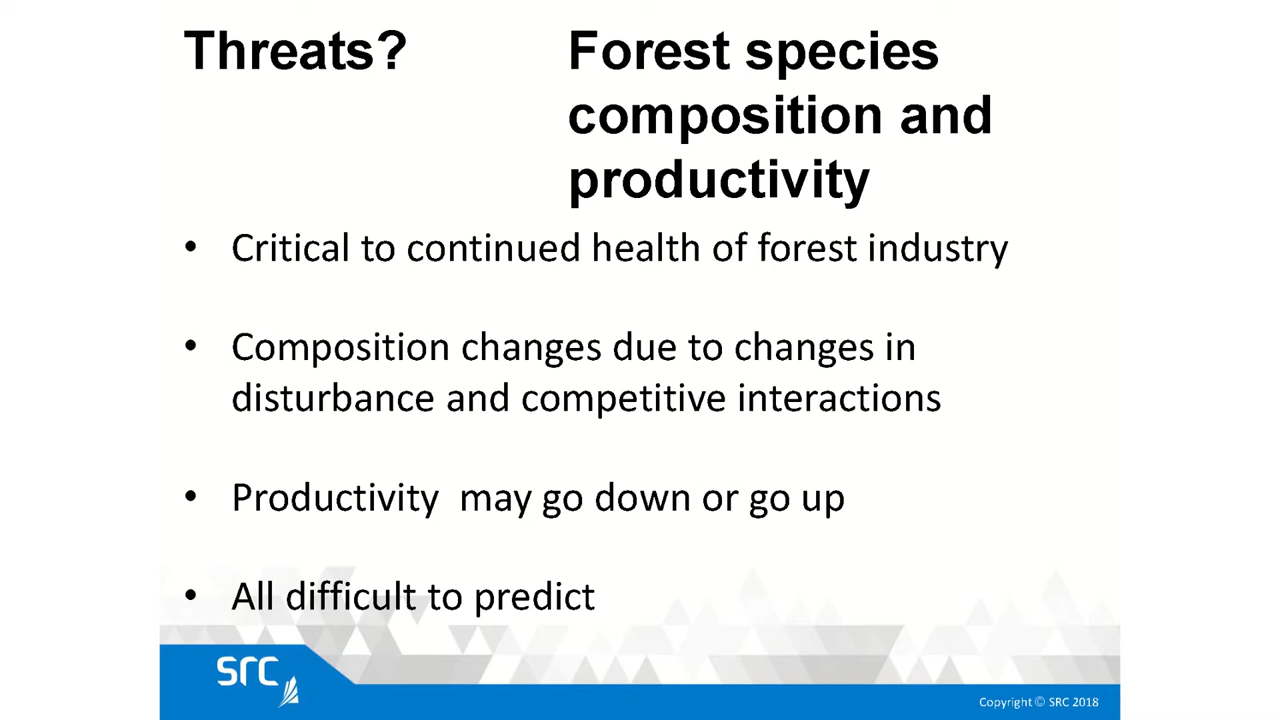 Threats?
Forest species
composition and
productivity
• Critical to continued health of forest industry
• Composition changes due to changes in
disturbance and competitive interactions
• Productivity  may go down or go up
• All difficult to predict
SRC
Copyright © SRC 2018